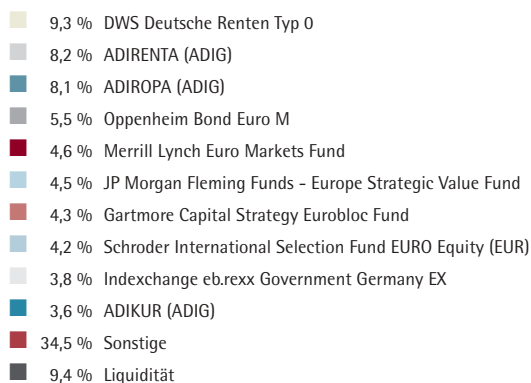 9,3 % DWS Deutsche Renten Typ O
8,2 % ADIRENTA (ADIG)
8,1 % ADIROPA (ADIG)
5,5 % Oppenheim Bond Euro M
4,6 % Merrill Lynch Euro Markets Fund
4,5 % JP Morgan Fleming Funds - Europe Strategic Value Fund
4,3 % Gartmore Capital Strategy Eurobloc Fund
4,2 % Schroder International Selection Fund EURO Equity (EUR)
3,8 % Indexchange eb.rexx Government Germany EX
3,6 % ADIKUR (ADIG)
34,5 % Sonstige
9,4 % Liquidität